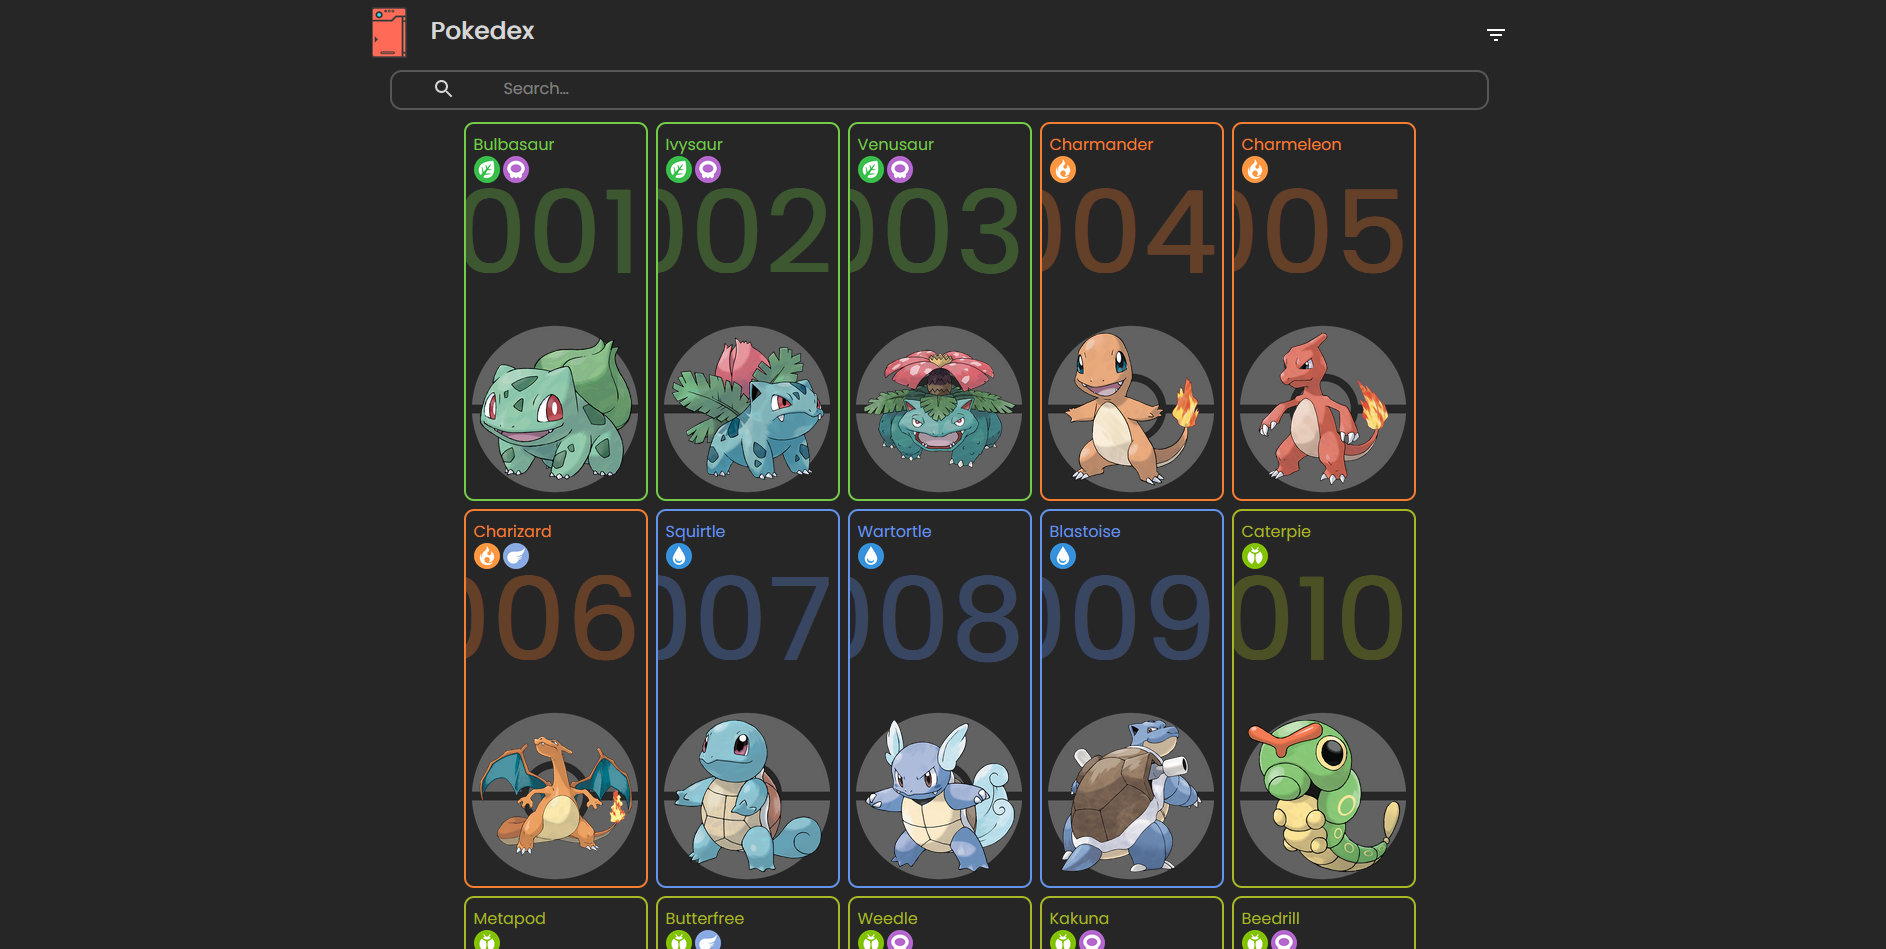 Pokedex
Search...
Bulbasaur
Ivysaur
Venusaur
Charmander
Charmeleon
001
002
003
004
005
Charizard
Squirtle
Wartortle
Blastoise
Caterpie
006
007
008
009
010
Metapod
Butterfree
Weedle
Kakuna
Beedrill